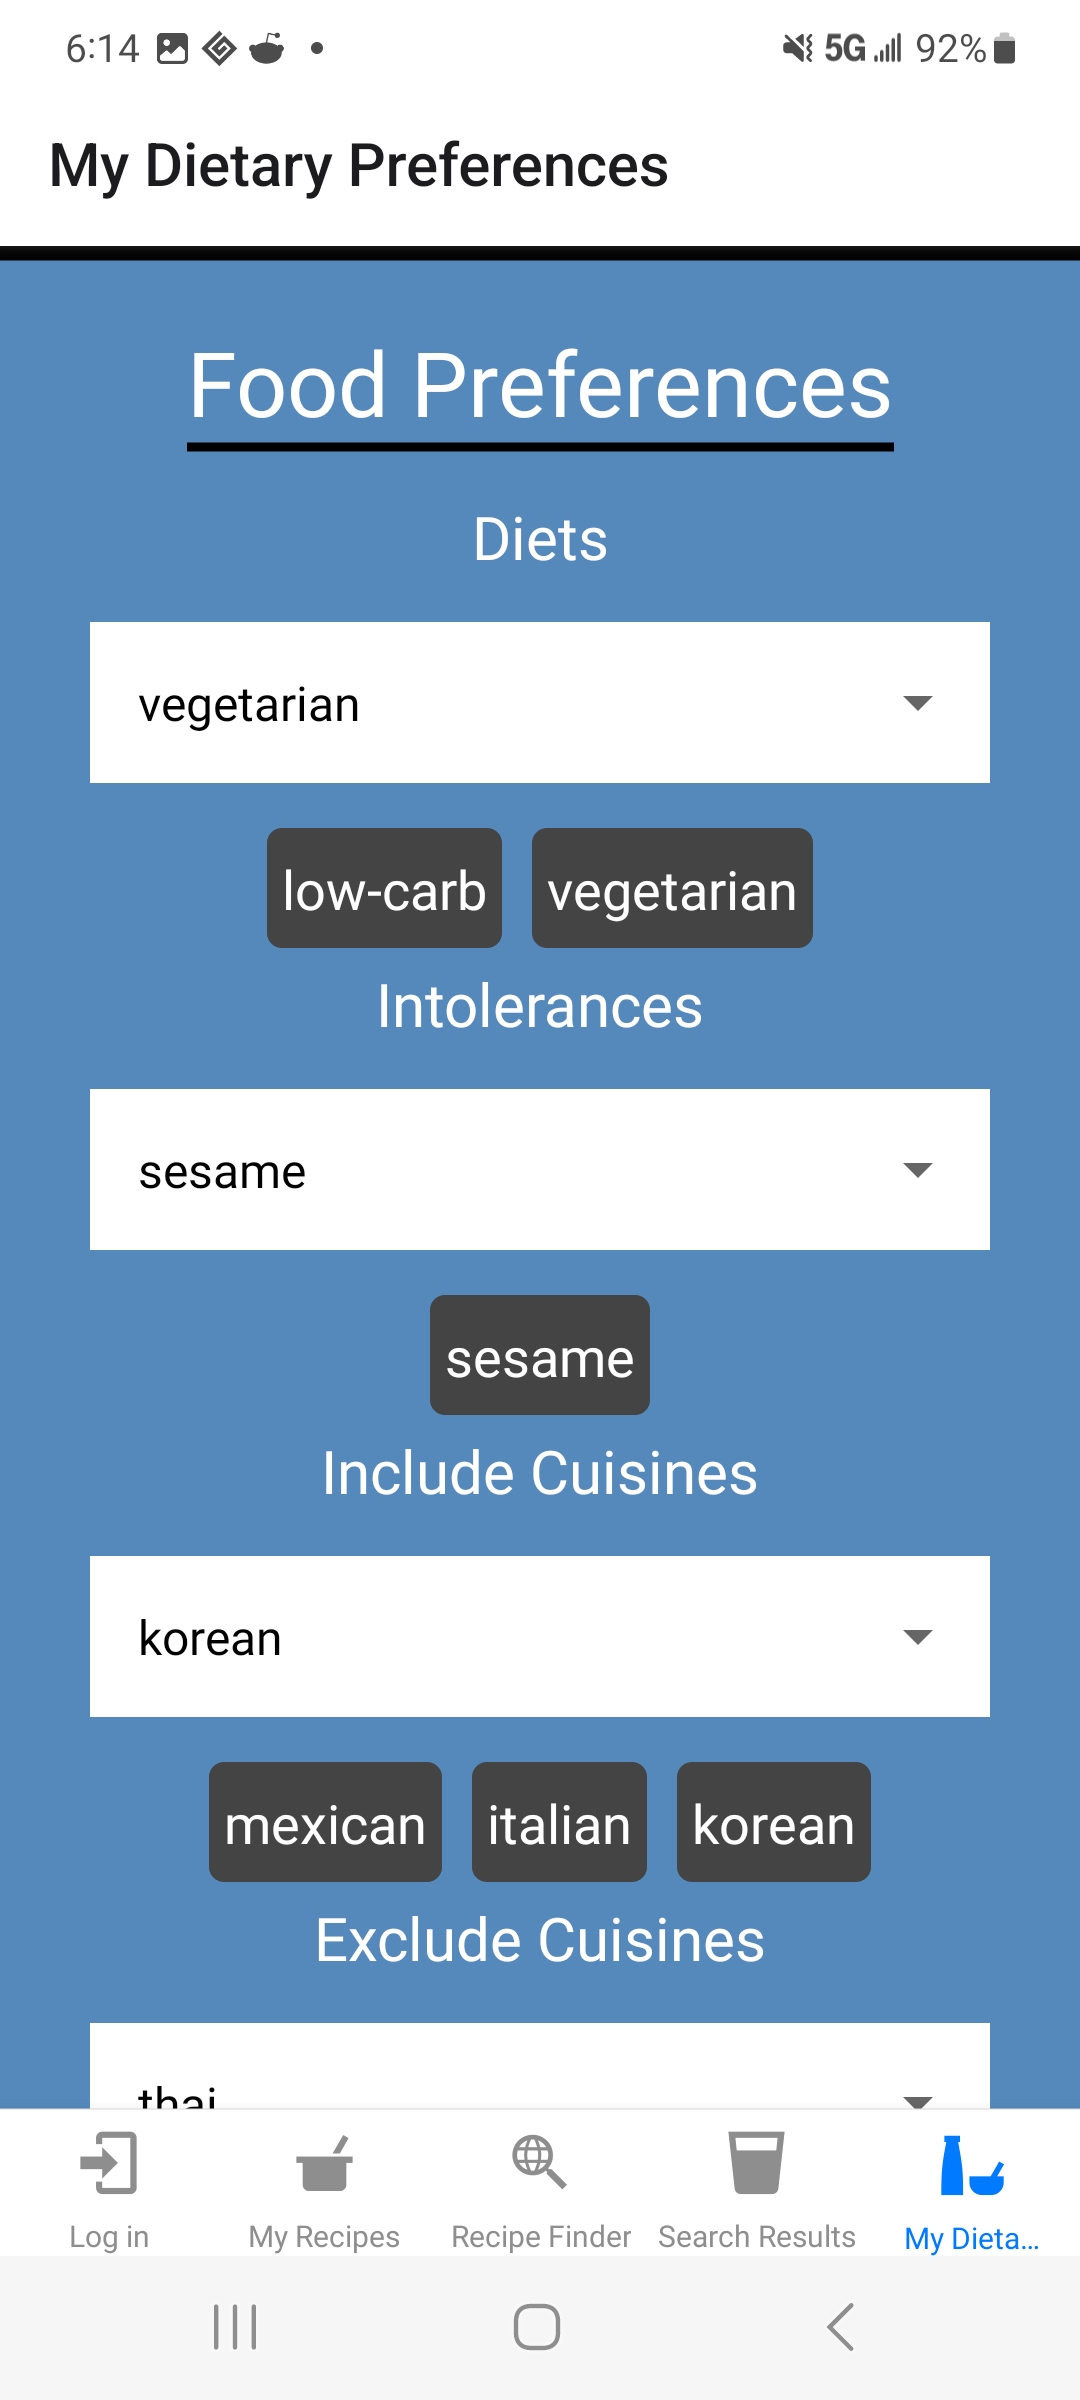 6:14 5G 92%
My Dietary Preferences
Food Preferences
Diets
vegetarian
low-carb vegetarian
Intolerances
sesame
sesame
Include Cuisines
korean
mexican italian korean
Exclude Cuisines
thai
Log in My Recipes Recipe Finder Search Results My Dieta...